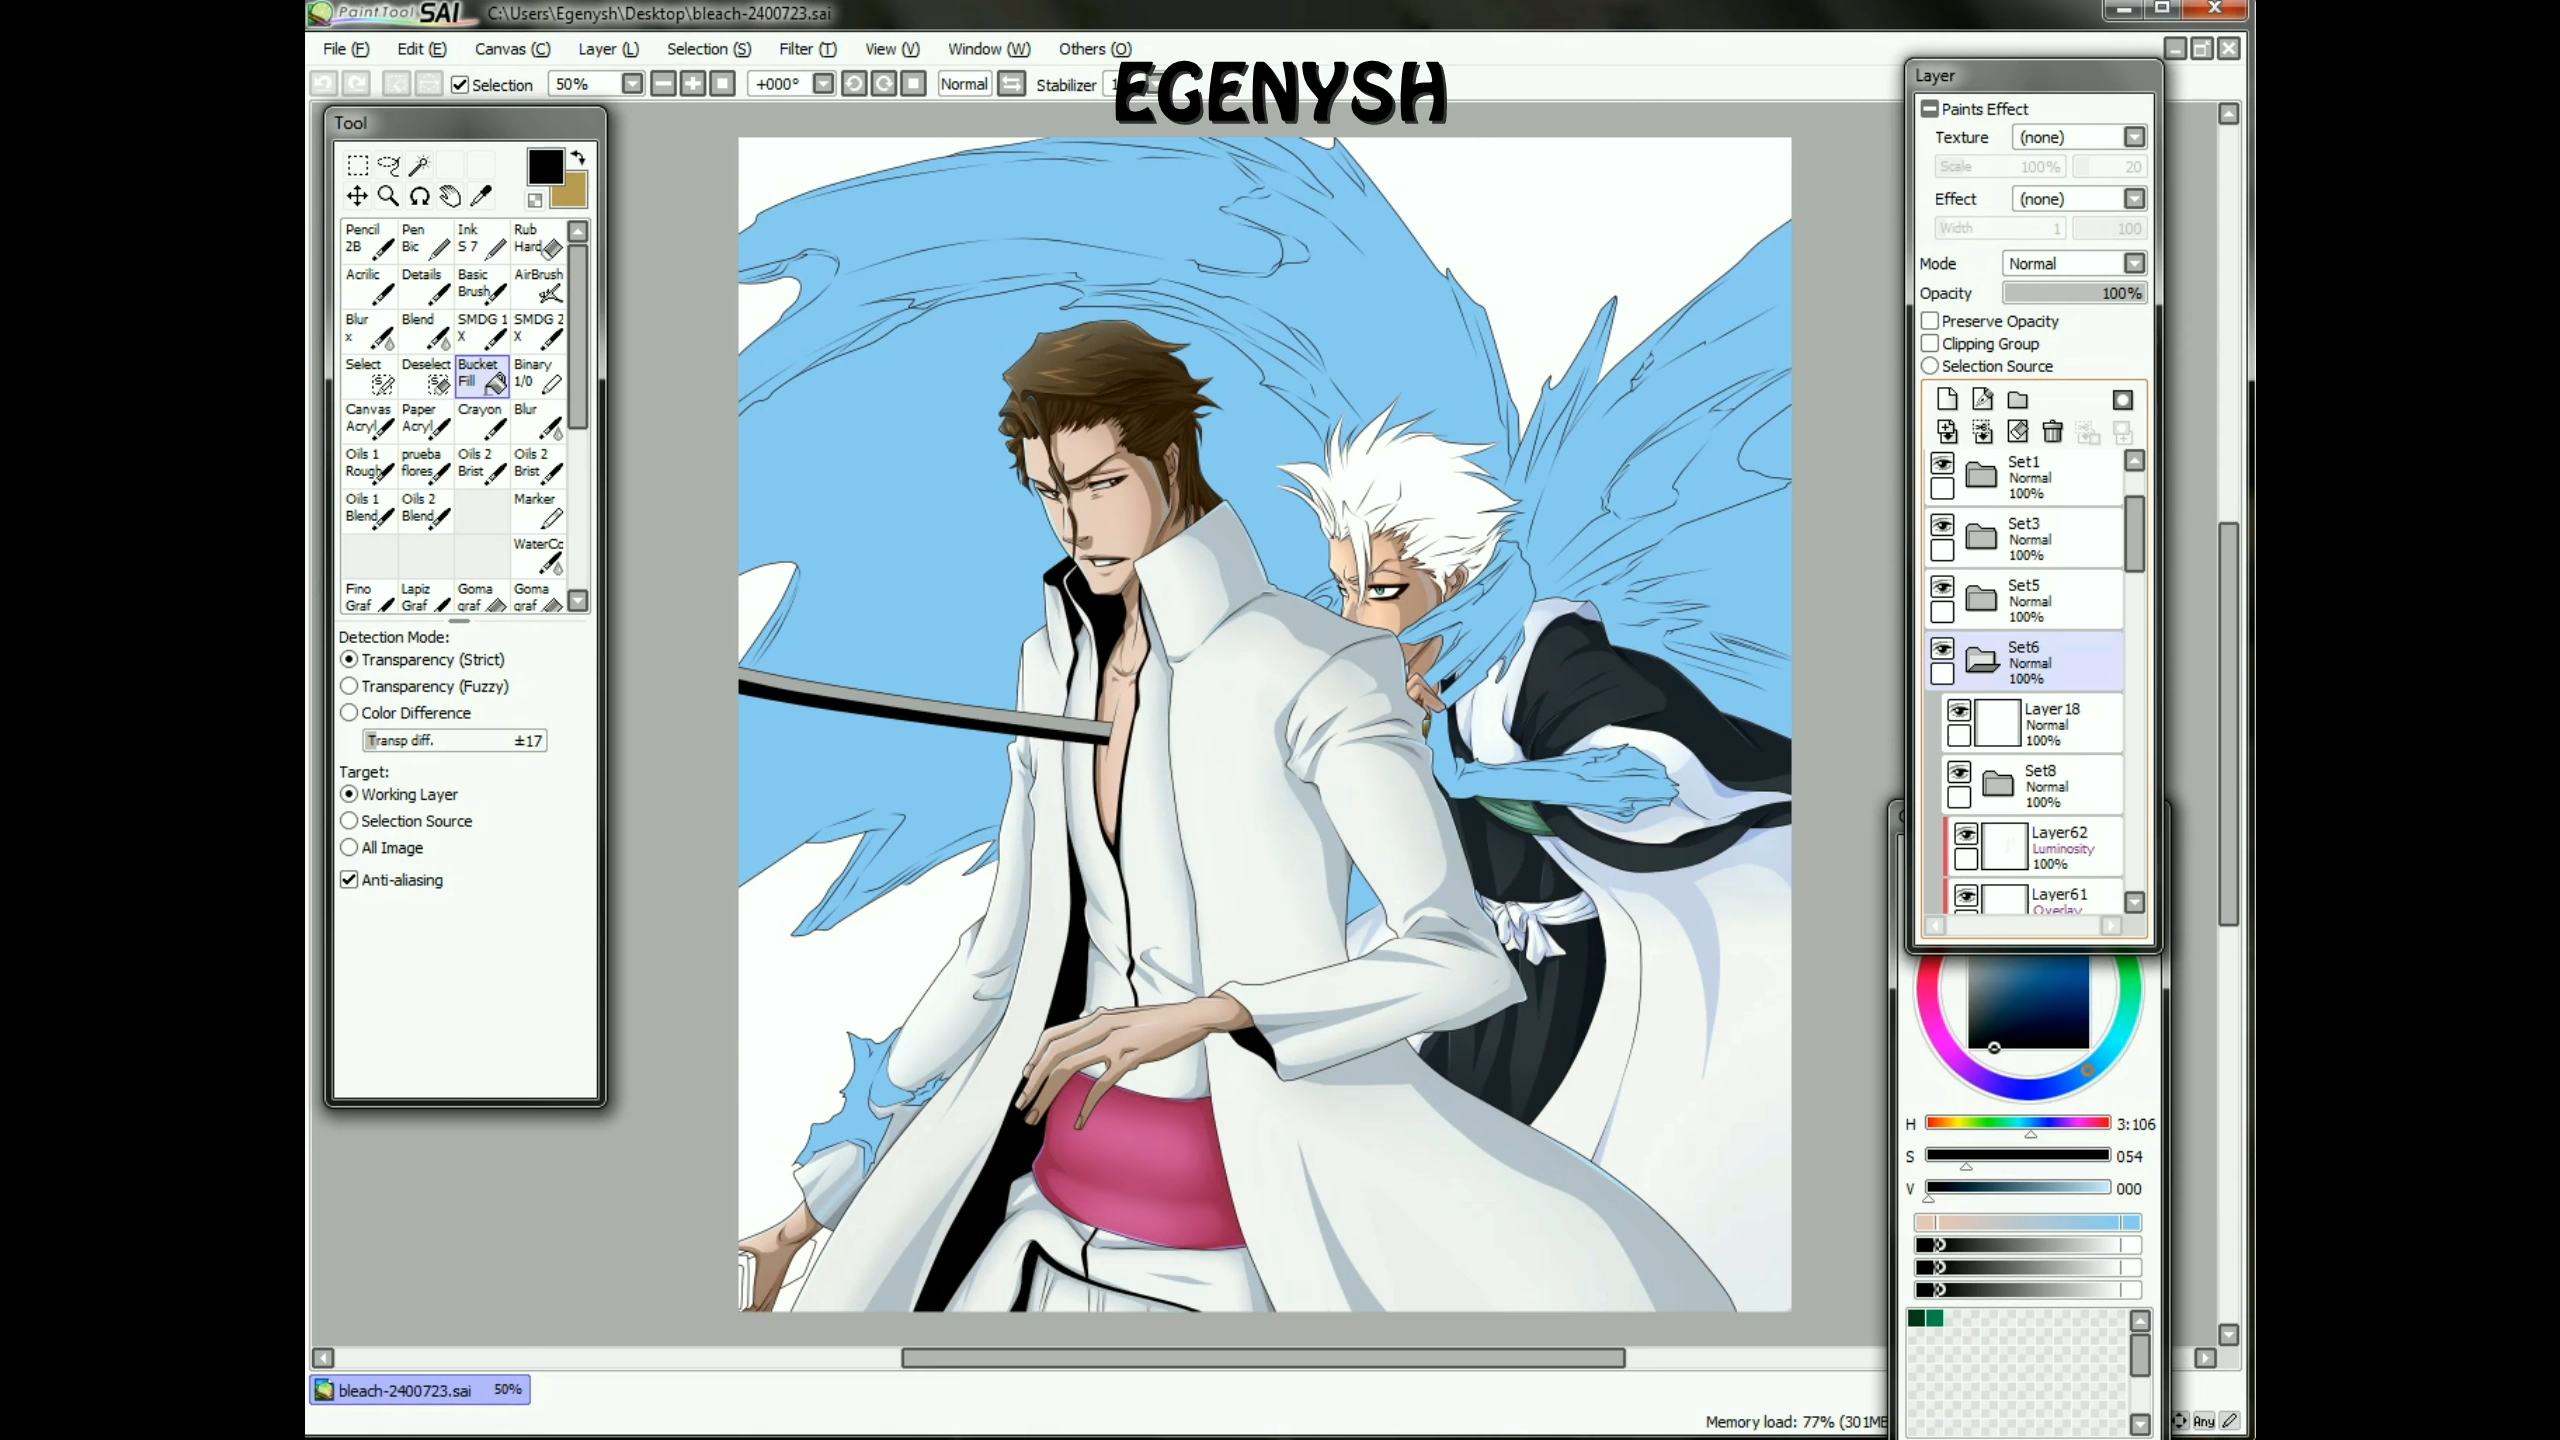 PaintTool SAI C:\Users\Egenysh\Desktop\bleach-2400723.sai
File (F) Edit (E) Canvas (C) Layer (L) Selection (S) Filter (T) View (V) Window (W) Others (O)
Selection 50% +000° Normal Stabilizer
EGENYSH
Tool
Pencil 2B
Pen Bic
Ink S 7
Rub Hard
Acrilic
Details
Basic Brush
AirBrush
Blur x
Blend
SMDG 1 X
SMDG 2 X
Select
Deselect
Bucket Fill
Binary 1/0
Canvas Acryl
Paper Acryl
Crayon
Blur
Oils 1 Rough
prueba flores
Oils 2 Brist
Oils 2 Brist
Oils 1 Blend
Oils 2 Blend
Marker
WaterCo
Fino Graf
Lapiz Graf
Goma graf
Goma graf
Detection Mode:
Transparency (Strict)
Transparency (Fuzzy)
Color Difference
Transp diff. ±17
Target:
Working Layer
Selection Source
All Image
Anti-aliasing
Layer
Paints Effect
Texture (none)
Scale 100% 20
Effect (none)
Width 1 100
Mode Normal
Opacity 100%
Preserve Opacity
Clipping Group
Selection Source
Set1
Normal
100%
Set3
Normal
100%
Set5
Normal
100%
Set6
Normal
100%
Layer18
Normal
100%
Set8
Normal
100%
Layer62
Luminosity
100%
Layer61
Overlay
H 3:106
S 054
V 000
bleach-2400723.sai 50%
Memory load: 77% (301MB
Any